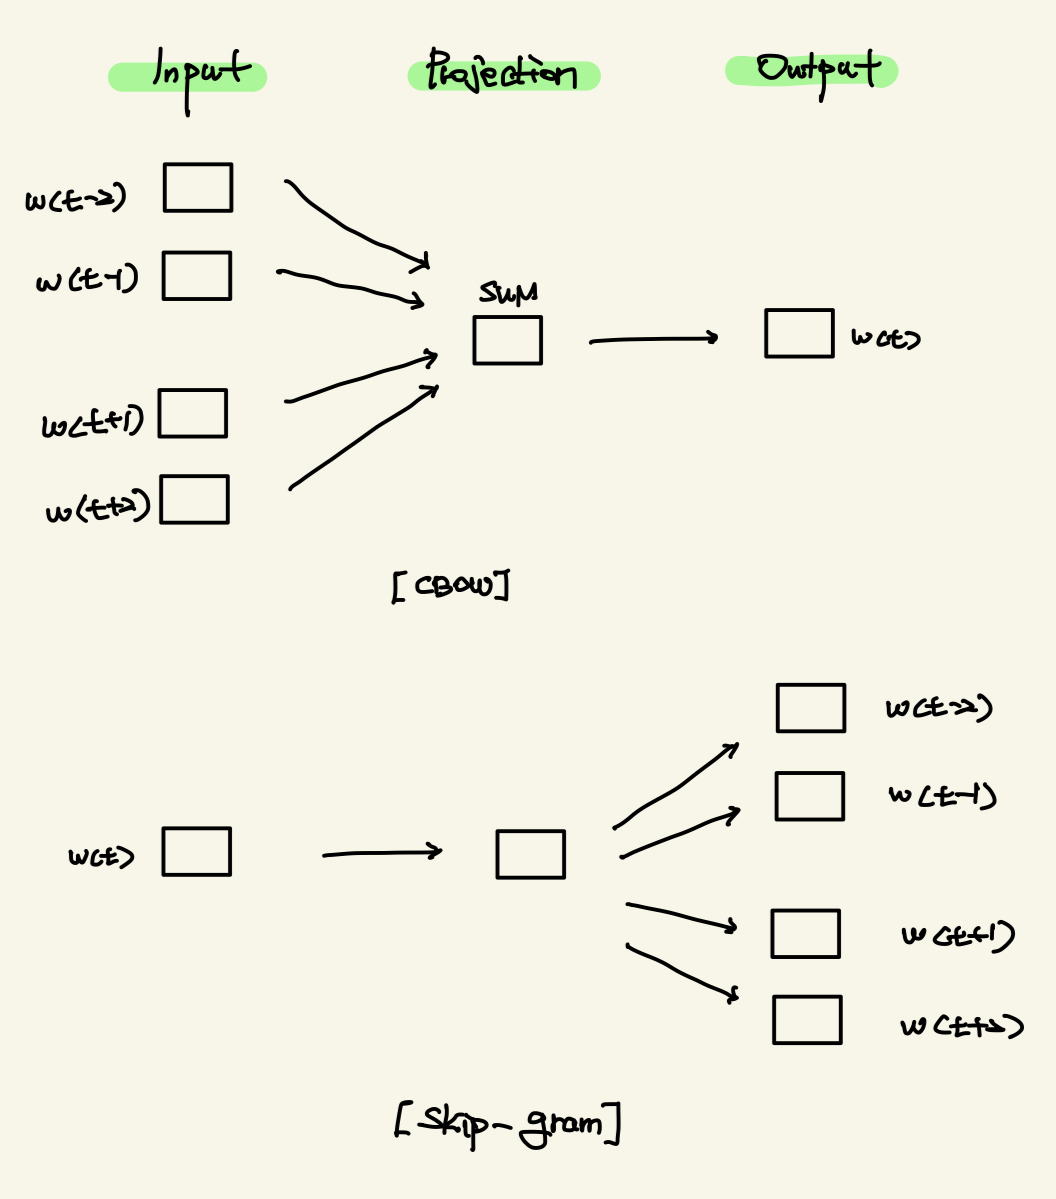 Input Projection Output
w(t-2)
w(t-1)
SUM
w(t)
w(t+1)
w(t+2)
[CBOW]
w(t-2)
w(t-1)
w(t)
w(t+1)
w(t+2)
[Skip-gram]